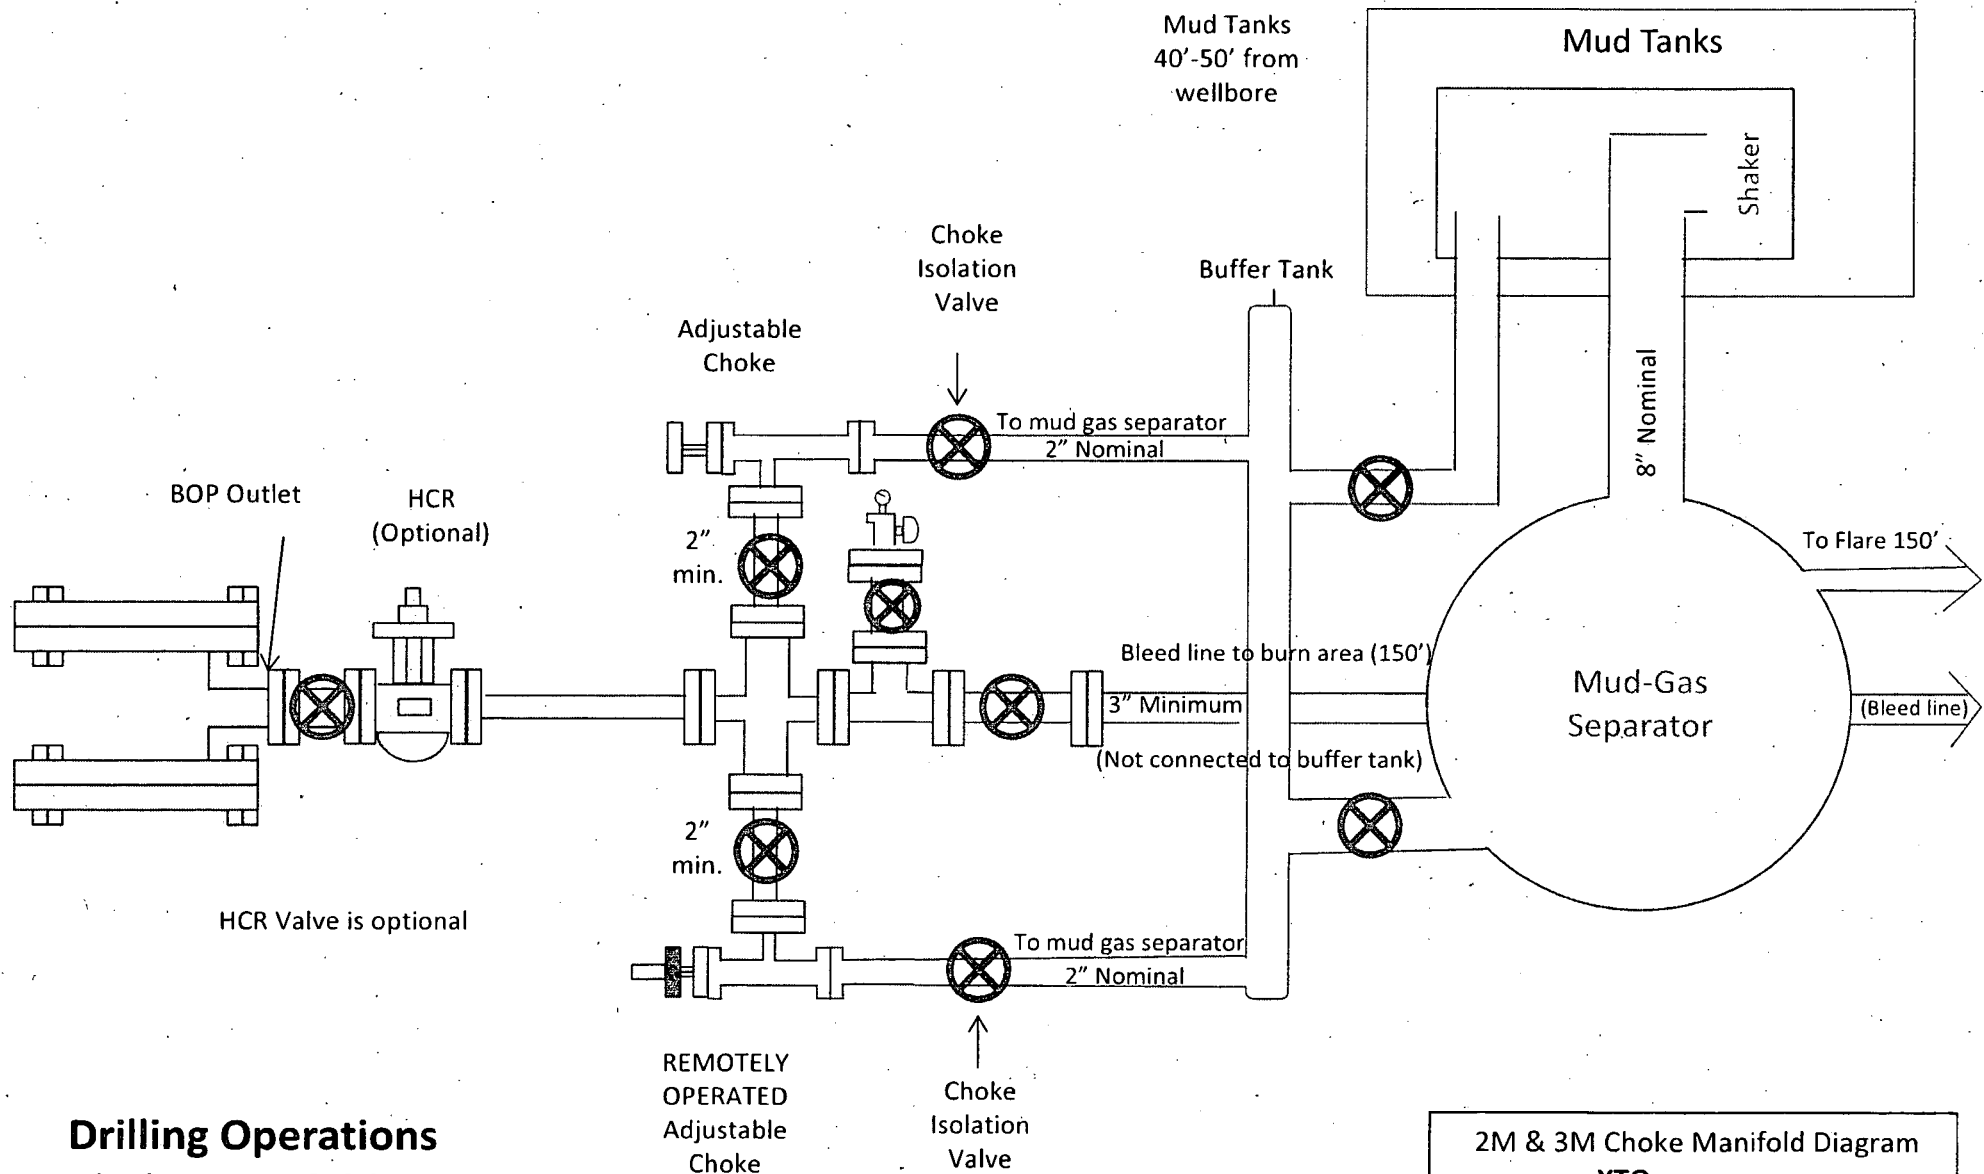 Mud Tanks
40'-50' from
wellbore
Mud Tanks
Shaker
Choke
Isolation
Valve
Buffer Tank
Adjustable
Choke
To mud gas separator
2" Nominal
8" Nominal
BOP Outlet
HCR
(Optional)
2"
min.
To Flare 150'
Bleed line to burn area (150')
3" Minimum
(Not connected to buffer tank)
Mud-Gas
Separator
(Bleed line)
2"
min.
HCR Valve is optional
To mud gas separator
2" Nominal
REMOTELY
OPERATED
Adjustable
Choke
Choke
Isolation
Valve
Drilling Operations
2M & 3M Choke Manifold Diagram
XTO